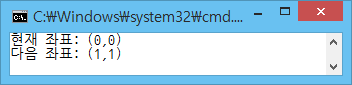 C:₩Windows₩system32₩cmd....
현재 좌표: (0,0)
다음 좌표: (1,1)